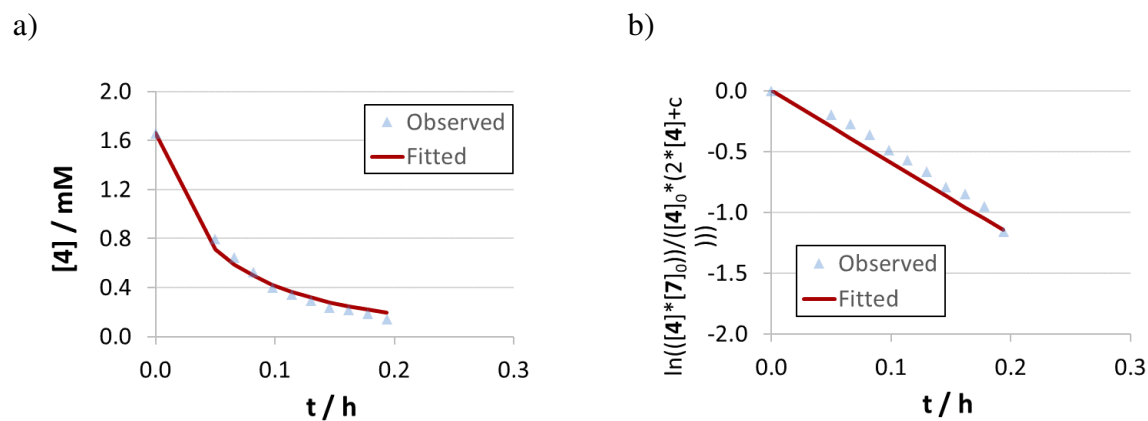 a)
b)
[4] / mM
2.0
1.6
1.2
0.8
0.4
0.0
0.0
0.1
0.2
0.3
t / h
Observed
Fitted
ln(([4]*[7]₀))/([4]₀*(2*[4]+c
)))
0.0
-0.5
-1.0
-1.5
-2.0
0.0
0.1
0.2
0.3
t / h
Observed
Fitted